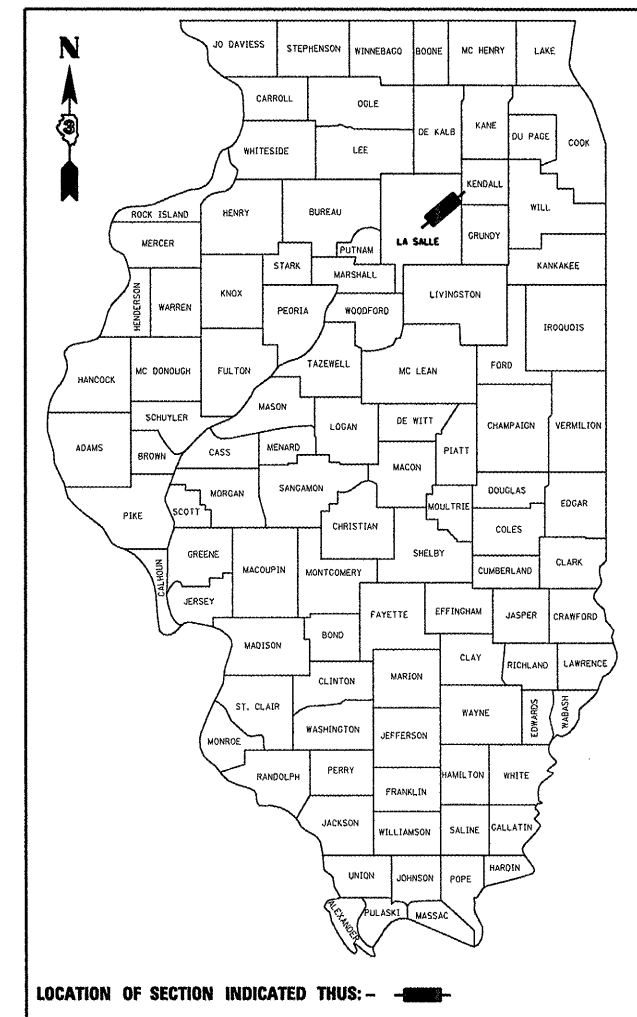 JO DAVIESS STEPHENSON WINNEBAGO BOONE MC HENRY LAKE
N
CARROLL OGLE DE KALB KANE DU PAGE COOK
3
WHITESIDE LEE
KENDALL
ROCK ISLAND HENRY BUREAU LA SALLE WILL
MERCER PUTNAM GRUNDY
STARK MARSHALL KANKAKEE
HENDERSON WARREN KNOX PEORIA WOODFORD LIVINGSTON
IROQUOIS
HANCOCK MC DONOUGH FULTON TAZEWELL MC LEAN FORD
MASON
SCHUYLER LOGAN DE WITT CHAMPAIGN VERMILION
ADAMS BROWN CASS MENARD MACON PIATT
MORGAN SANGAMON DOUGLAS EDGAR
PIKE SCOTT CHRISTIAN MOULTRIE COLES
GREENE MACOUPIN MONTGOMERY SHELBY CUMBERLAND CLARK
CALHOUN JERSEY FAYETTE EFFINGHAM JASPER CRAWFORD
MADISON BOND CLAY RICHLAND LAWRENCE
CLINTON MARION
ST. CLAIR WASHINGTON WAYNE EDWARDS WABASH
MONROE JEFFERSON
RANDOLPH PERRY HAMILTON WHITE
FRANKLIN
JACKSON WILLIAMSON SALINE GALLATIN
UNION JOHNSON POPE HARDIN
ALEXANDER PULASKI MASSAC
LOCATION OF SECTION INDICATED THUS: –